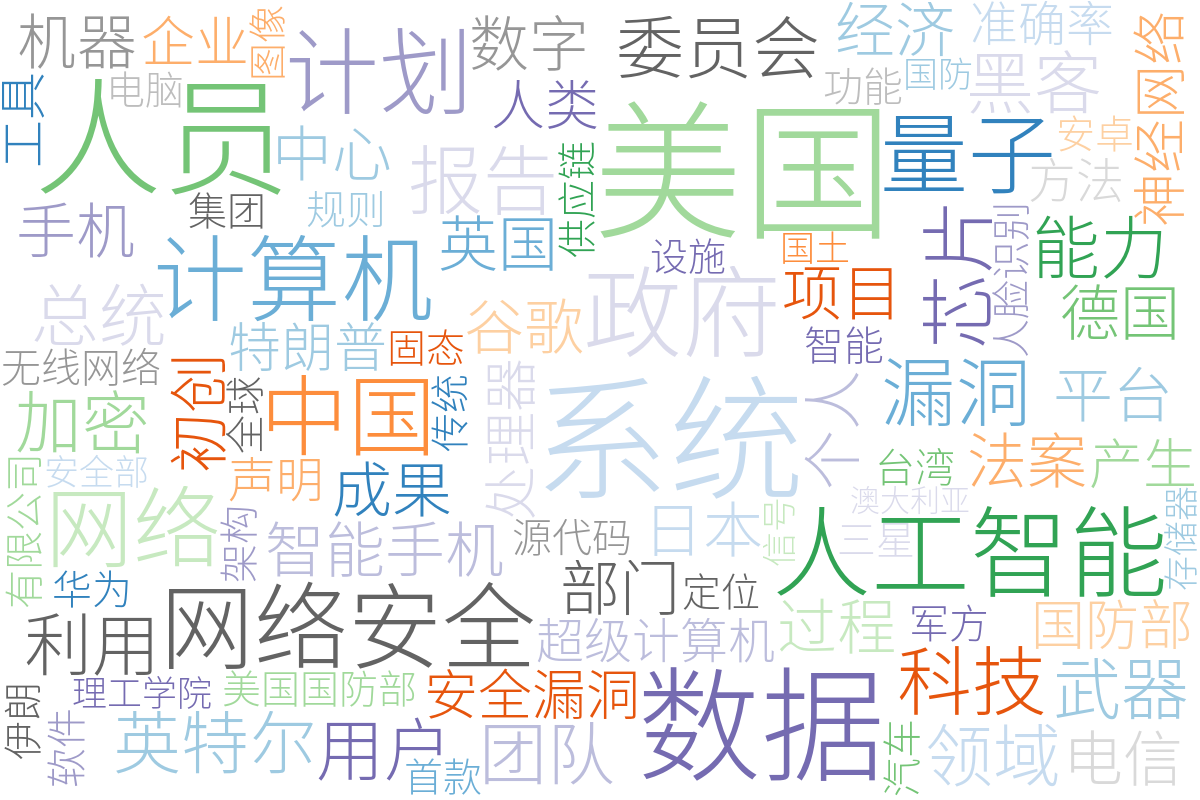 机器
企业
图像
计划
数字
委员会
经济
准确率
神经网络
工具
电脑
人员
人类
美国
功能
国防
黑客
安卓
量子
方法
中心
报告
供应链
集团
规则
手机
英国
设施
国土
芯片
人脸识别
能力
计算机
政府
项目
德国
总统
特朗普
固态
谷歌
智能
无线网络
初创
全球
中国
传统
处理器
系统
个人
漏洞
平台
加密
安全部
声明
成果
台湾
法案
产生
有限公司
网络
架构
智能手机
源代码
日本
信号
澳大利亚
三星
人工智能
存储器
华为
部门
定位
利用
网络安全
超级计算机
过程
军方
国防部
伊朗
理工学院
美国国防部
安全漏洞
数据
科技
武器
软件
英特尔
用户
首款
团队
汽车
领域
电信